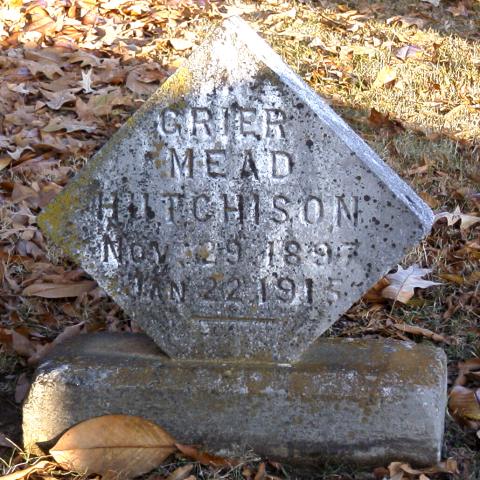 GRIER
MEAD
HUTCHISON
NOV. 29 1897
JAN 22, 1915